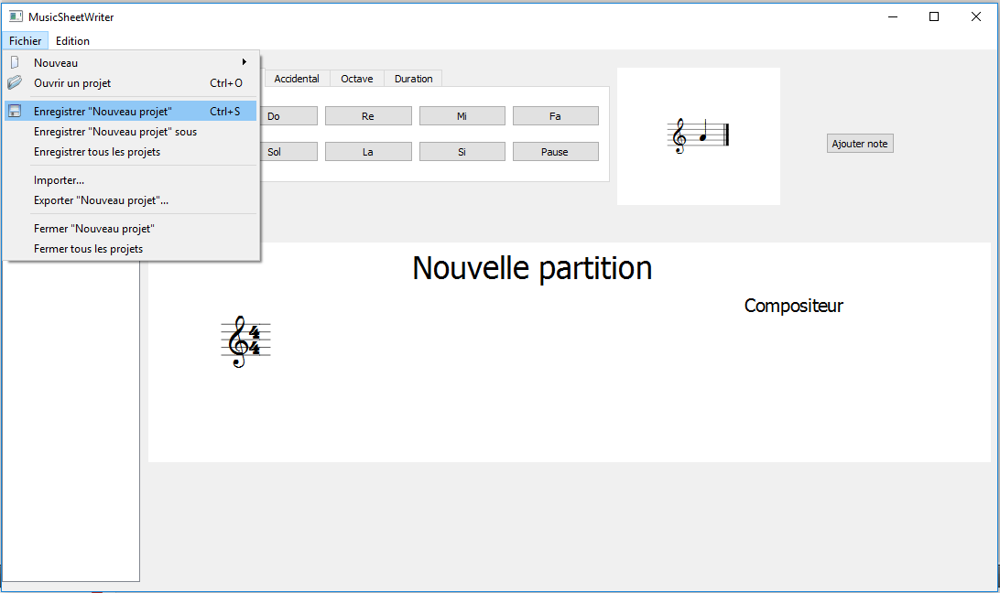 MusicSheetWriter
Fichier Edition
Nouveau
Ouvrir un projet Ctrl+O
Enregistrer "Nouveau projet" Ctrl+S
Enregistrer "Nouveau projet" sous
Enregistrer tous les projets
Importer...
Exporter "Nouveau projet"...
Fermer "Nouveau projet"
Fermer tous les projets
Accidental Octave Duration
Do Re Mi Fa
Sol La Si Pause
Ajouter note
Nouvelle partition
Compositeur
4
4